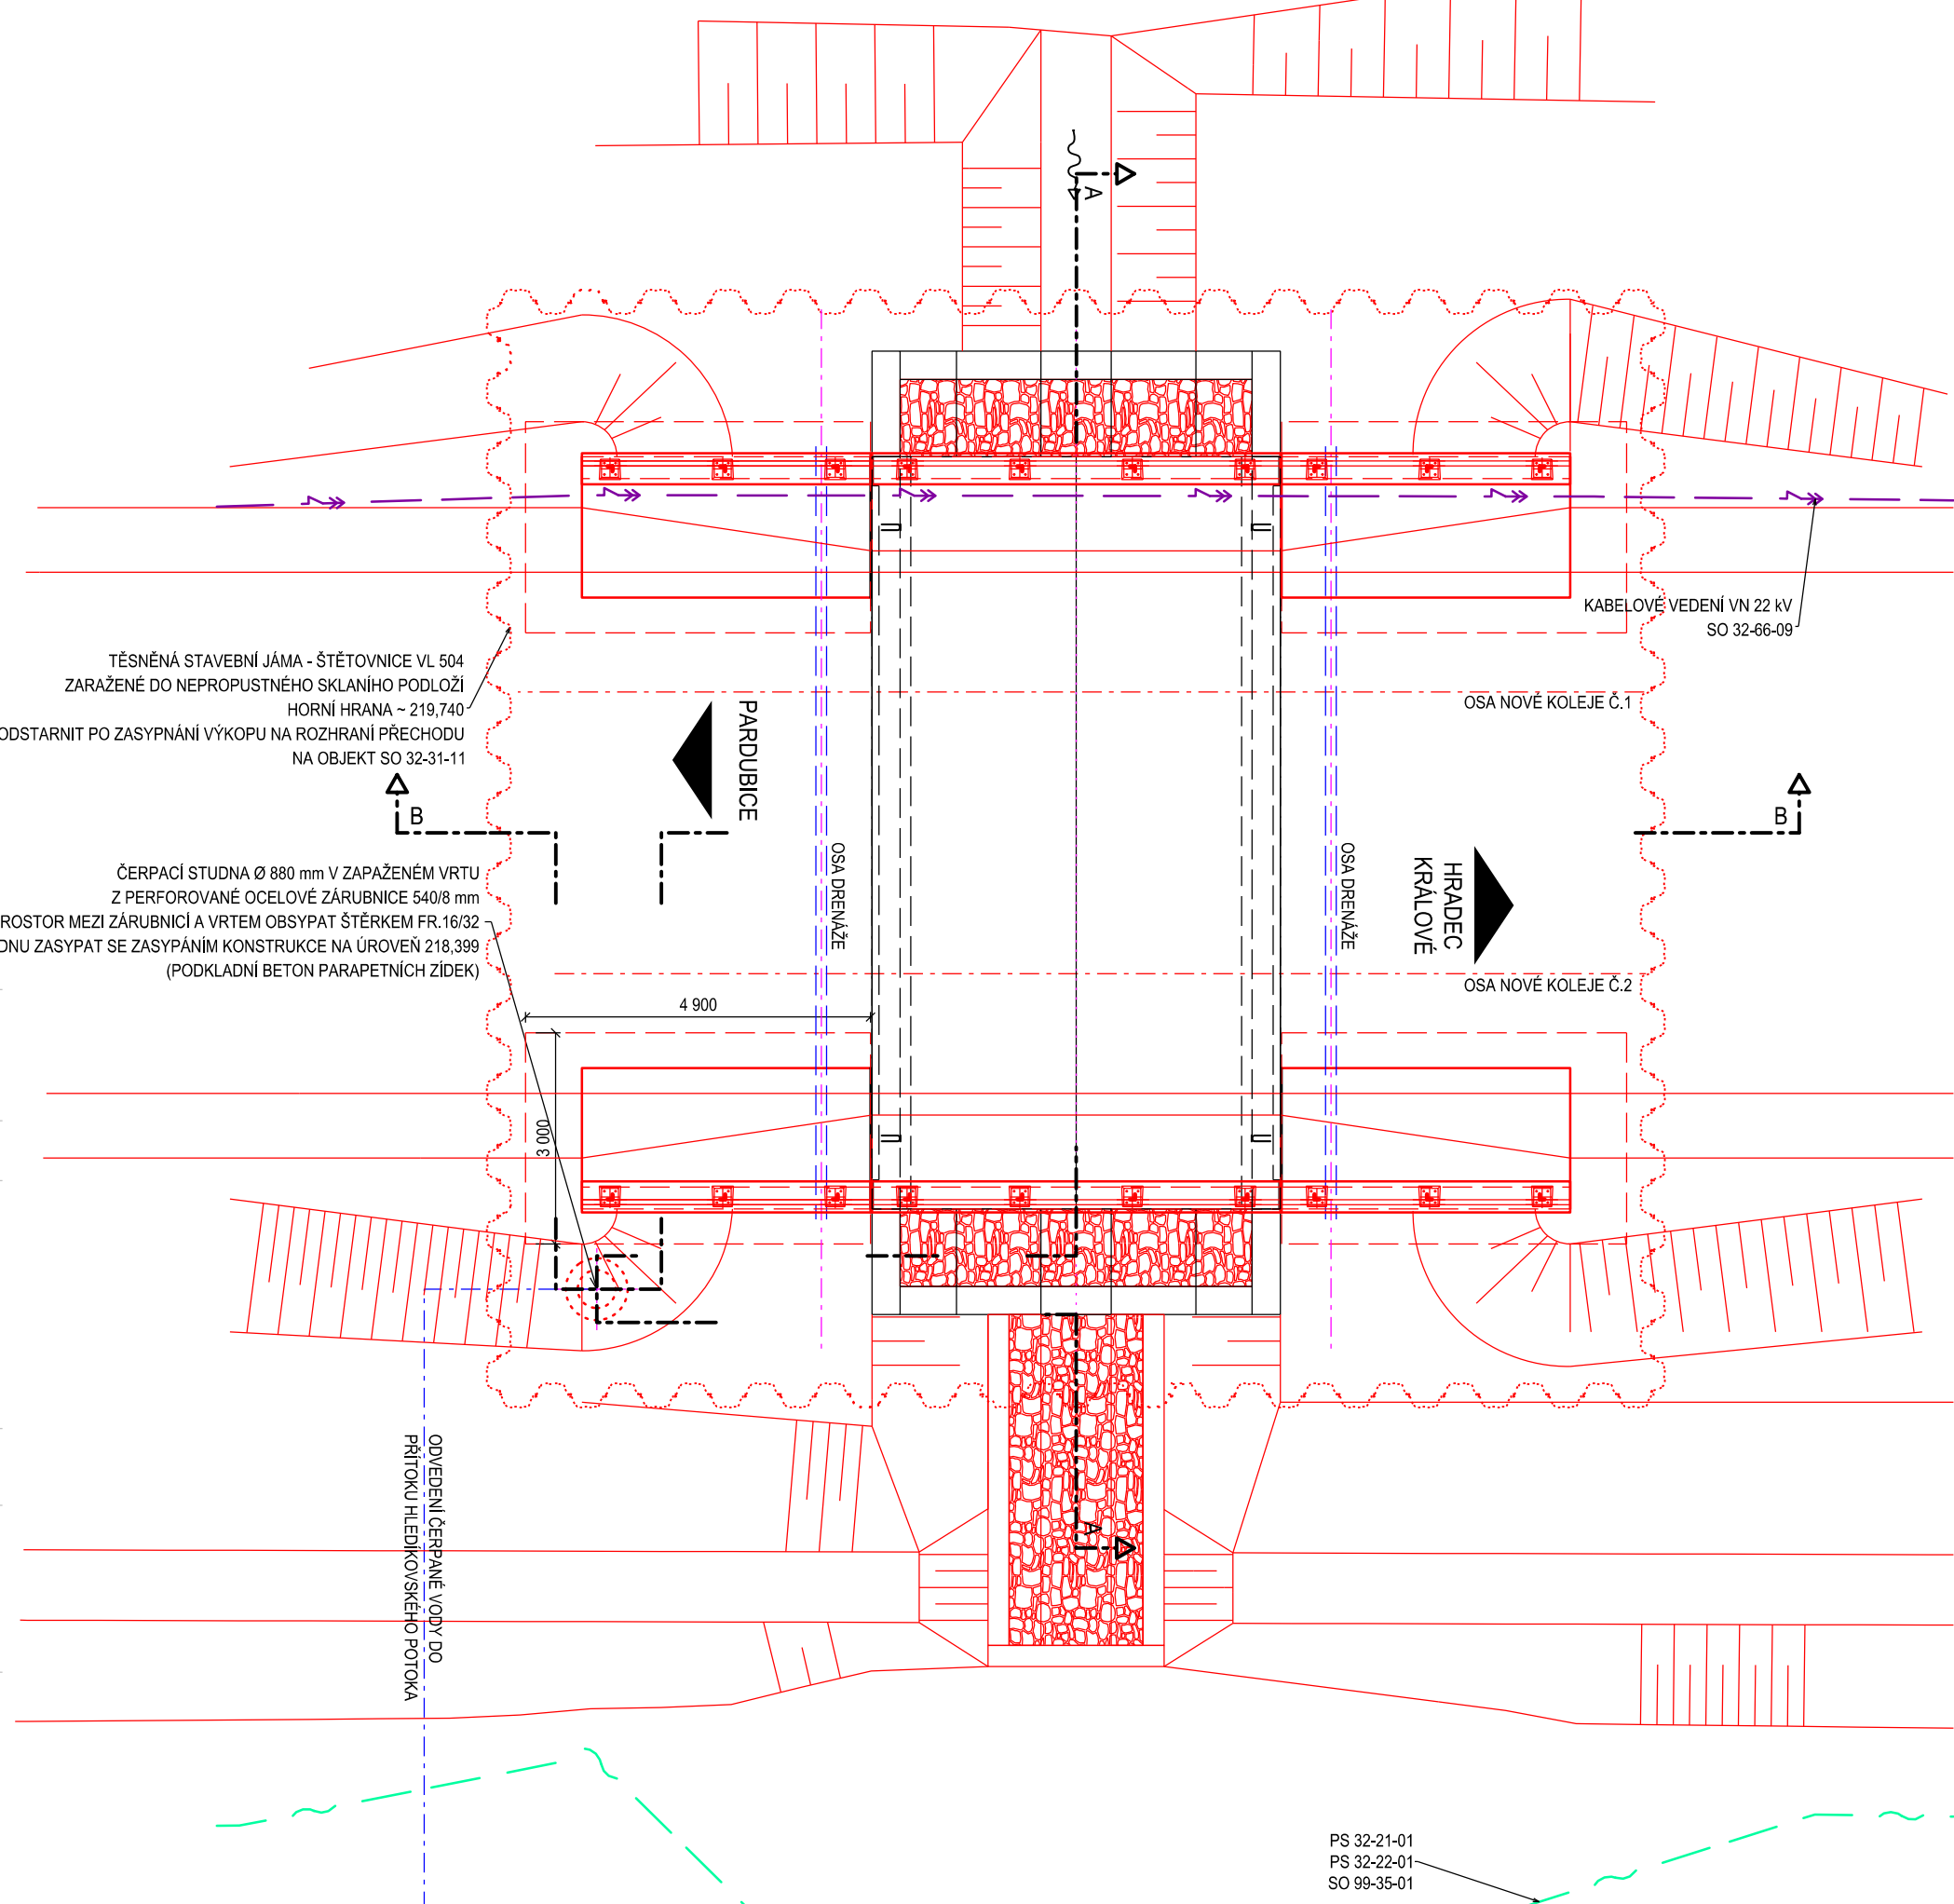 A
KABELOVÉ VEDENÍ VN 22 kV
SO 32-66-09
TĚSNĚNÁ STAVEBNÍ JÁMA - ŠTĚTOVNICE VL 504
ZARAŽENÉ DO NEPROPUSTNÉHO SKLANÍHO PODLOŽÍ
HORNÍ HRANA ~ 219,740
ODSTARNIT PO ZASYPNÁNÍ VÝKOPU NA ROZHRANÍ PŘECHODU
NA OBJEKT SO 32-31-11
PARDUBICE
OSA NOVÉ KOLEJE Č.1
B
B
ČERPACÍ STUDNA Ø 880 mm V ZAPAŽENÉM VRTU
Z PERFOROVANÉ OCELOVÉ ZÁRUBNICE 540/8 mm
ROSTOR MEZI ZÁRUBNICÍ A VRTEM OBSYPAT ŠTĚRKEM FR.16/32
DNU ZASYPAT SE ZASYPÁNÍM KONSTRUKCE NA ÚROVEŇ 218,399
(PODKLADNÍ BETON PARAPETNÍCH ZÍDEK)
OSA DRENÁŽE
OSA DRENÁŽE
HRADEC
KRÁLOVÉ
OSA NOVÉ KOLEJE Č.2
4 900
3 000
ODVEDENÍ ČERPANÉ VODY DO
PŘÍTOKU HLEDÍKOVSKÉHO POTOKA
A
PS 32-21-01
PS 32-22-01
SO 99-35-01